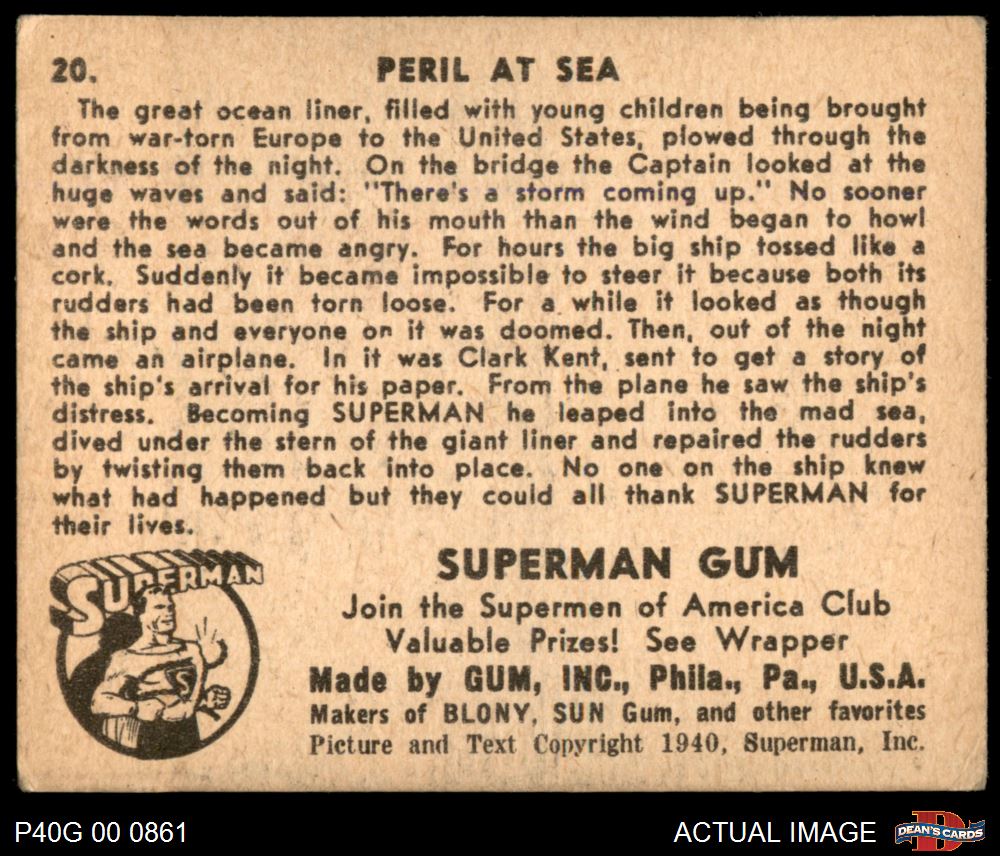 20. PERIL AT SEA
The great ocean liner, filled with young children being brought
from war-torn Europe to the United States, plowed through the
darkness of the night. On the bridge the Captain looked at the
huge waves and said: "There's a storm coming up." No sooner
were the words out of his mouth than the wind began to howl
and the sea became angry. For hours the big ship tossed like a
cork. Suddenly it became impossible to steer it because both its
rudders had been torn loose. For a while it looked as though
the ship and everyone on it was doomed. Then, out of the night
came an airplane. In it was Clark Kent, sent to get a story of
the ship's arrival for his paper. From the plane he saw the ship's
distress. Becoming SUPERMAN he leaped into the mad sea,
dived under the stern of the giant liner and repaired the rudders
by twisting them back into place. No one on the ship knew
what had happened but they could all thank SUPERMAN for
their lives.
SUPERMAN
S
SUPERMAN GUM
Join the Supermen of America Club
Valuable Prizes! See Wrapper
Made by GUM, INC., Phila., Pa., U.S.A.
Makers of BLONY, SUN Gum, and other favorites
Picture and Text Copyright 1940, Superman, Inc.
P40G 00 0861
ACTUAL IMAGE
D
DEAN'S CARDS